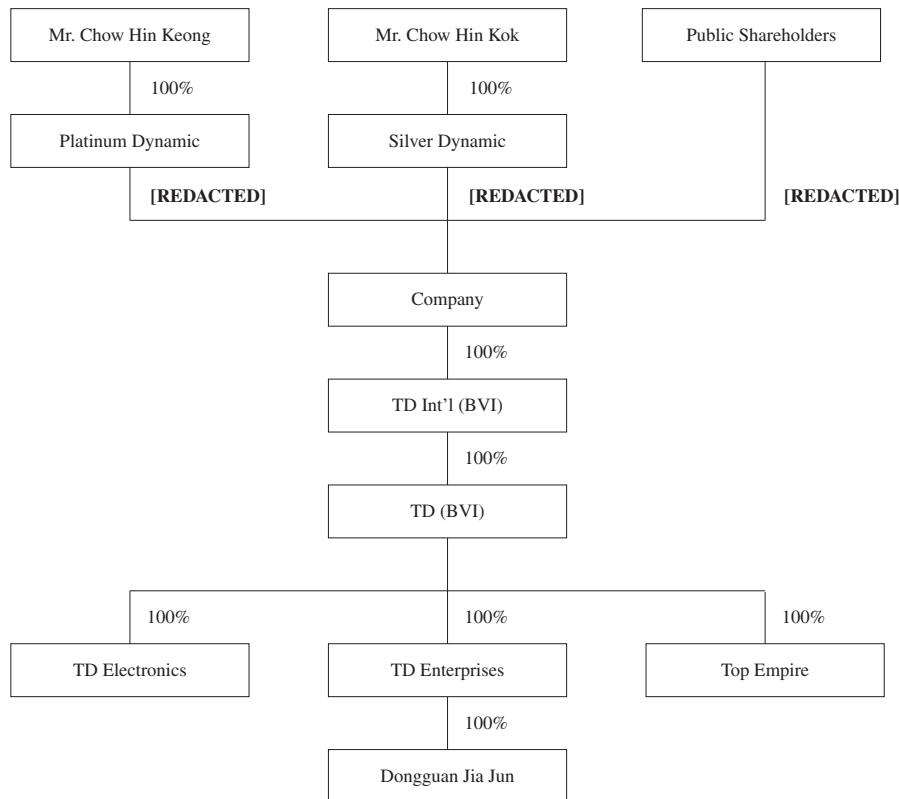 Mr. Chow Hin Keong
Mr. Chow Hin Kok
Public Shareholders
100%
100%
Platinum Dynamic
Silver Dynamic
[REDACTED]
[REDACTED]
[REDACTED]
Company
100%
TD Int'l (BVI)
100%
TD (BVI)
100%
100%
100%
TD Electronics
TD Enterprises
Top Empire
100%
Dongguan Jia Jun